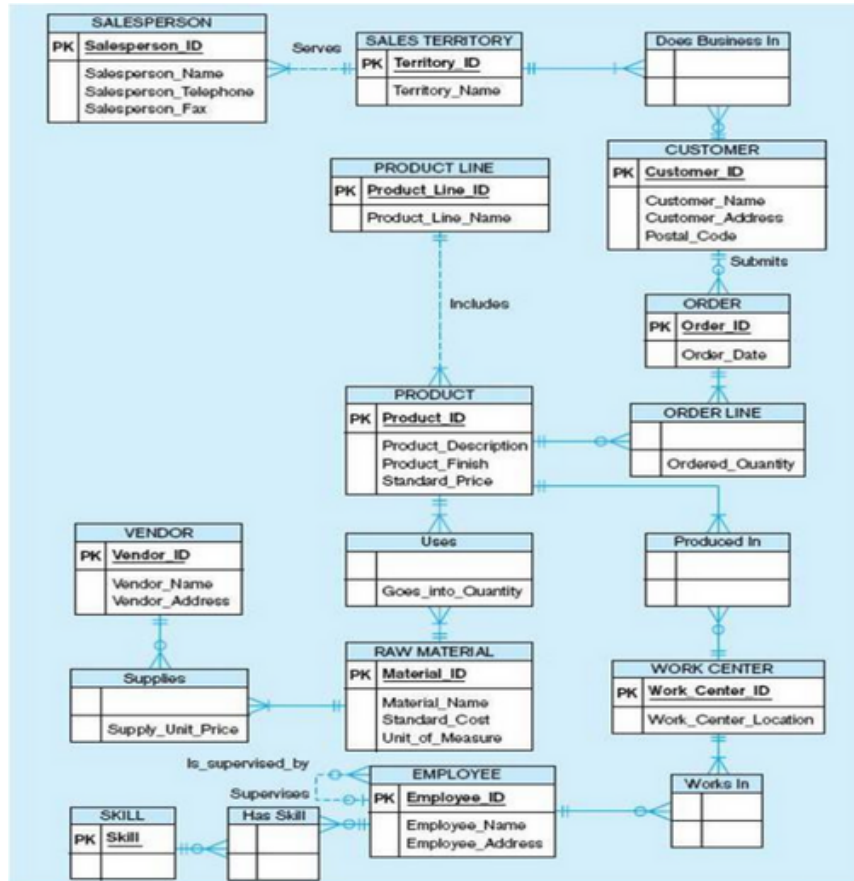 SALESPERSON
PK Salesperson_ID
Salesperson_Name
Salesperson_Telephone
Salesperson_Fax
Serves
SALES TERRITORY
PK Territory_ID
Territory_Name
Does Business In
PRODUCT LINE
PK Product_Line_ID
Product_Line_Name
CUSTOMER
PK Customer_ID
Customer_Name
Customer_Address
Postal_Code
Submits
Includes
ORDER
PK Order_ID
Order_Date
PRODUCT
PK Product_ID
Product_Description
Product_Finish
Standard_Price
ORDER LINE
Ordered_Quantity
VENDOR
PK Vendor_ID
Vendor_Name
Vendor_Address
Uses
Goes_into_Quantity
Produced In
Supplies
Supply_Unit_Price
RAW MATERIAL
PK Material_ID
Material_Name
Standard_Cost
Unit_of_Measure
WORK CENTER
PK Work_Center_ID
Work_Center_Location
Is_supervised_by
Supervises
EMPLOYEE
PK Employee_ID
Employee_Name
Employee_Address
Works In
SKILL
PK Skill
Has Skill